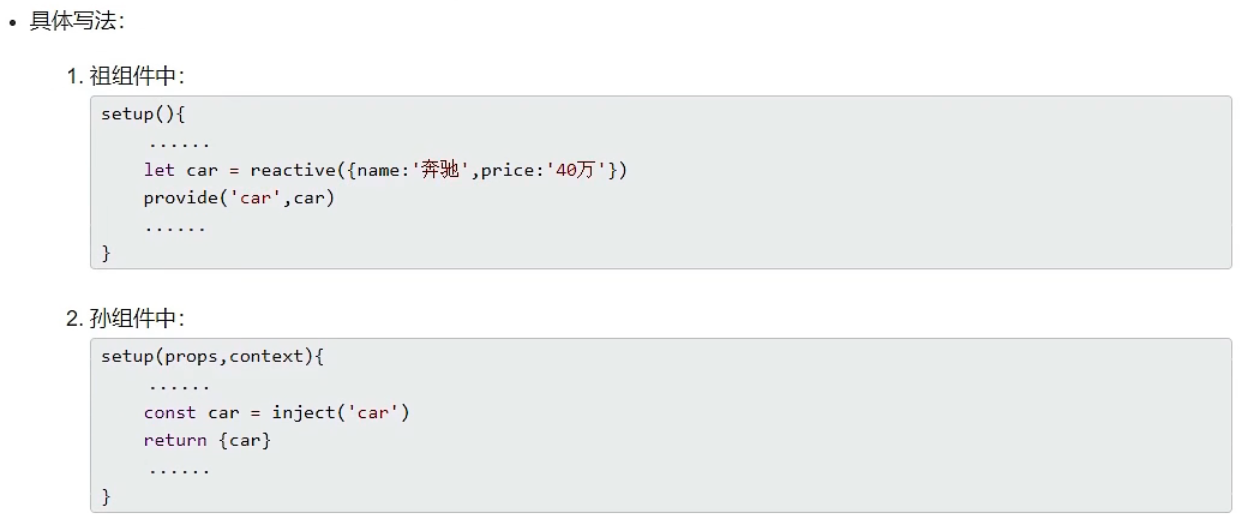 • 具体写法：
1. 祖组件中：
setup(){
......
let car = reactive({name:'奔驰',price:'40万'})
provide('car',car)
......
}
2. 孙组件中：
setup(props,context){
......
const car = inject('car')
return {car}
......
}